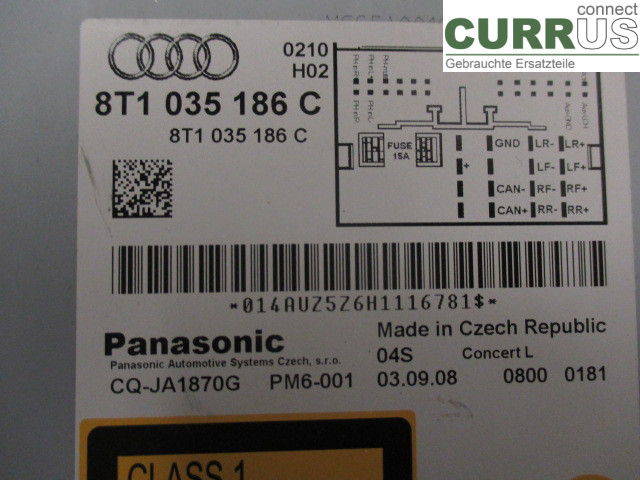 connect
CURRUS
Gebrauchte Ersatzteile
0210
H02
8T1 035 186 C
8T1 035 186 C
FUSE
15A
GND LR- LR+
+ LF- LF+
CAN- RF- RF+
CAN+ RR- RR+
*014AUZ5Z6H1116781$*
Panasonic
Panasonic Automotive Systems Czech, s.r.o.
CQ-JA1870G PM6-001
Made in Czech Republic
04S Concert L
03.09.08 0800 0181
CLASS 1